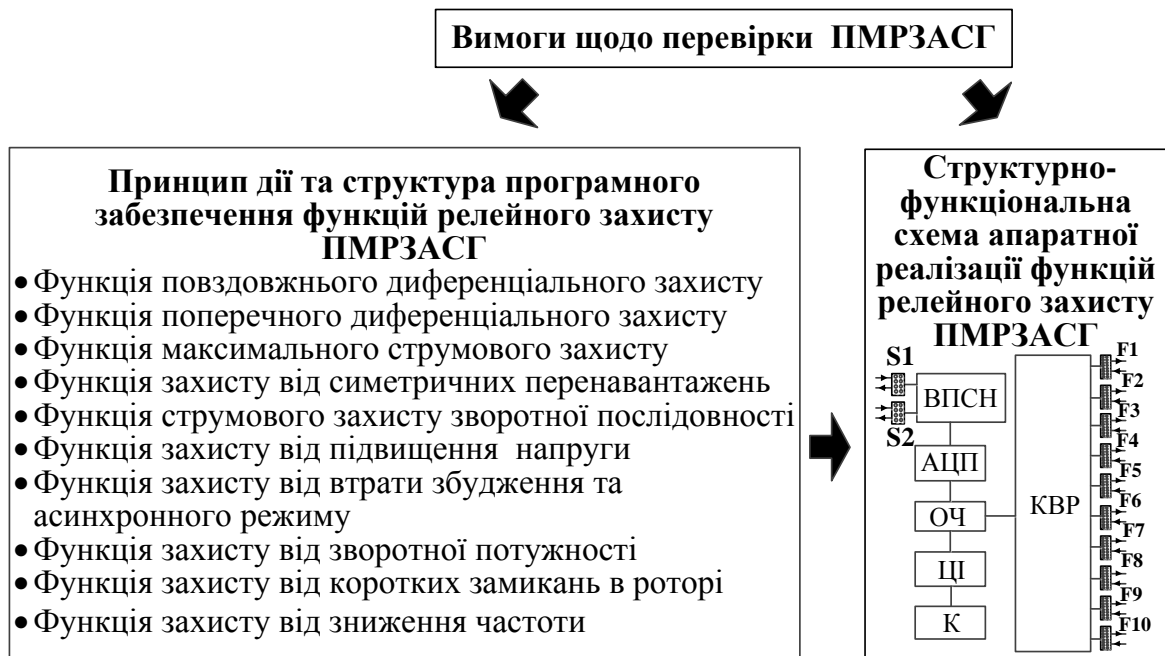 Вимоги щодо перевірки ПМРЗАСГ
Принцип дії та структура програмного
забезпечення функцій релейного захисту
ПМРЗАСГ
• Функція повздовжнього диференціального захисту
• Функція поперечного диференціального захисту
• Функція максимального струмового захисту
• Функція захисту від симетричних перенавантажень
• Функція струмового захисту зворотної послідовності
• Функція захисту від підвищення напруги
• Функція захисту від втрати збудження та
асинхронного режиму
• Функція захисту від зворотної потужності
• Функція захисту від коротких замикань в роторі
• Функція захисту від зниження частоти
Структурно-
функціональна
схема апаратної
реалізації функцій
релейного захисту
ПМРЗАСГ
S1
S2
ВПСН
АЦП
ОЧ
ЦІ
К
КВР
F1
F2
F3
F4
F5
F6
F7
F8
F9
F10